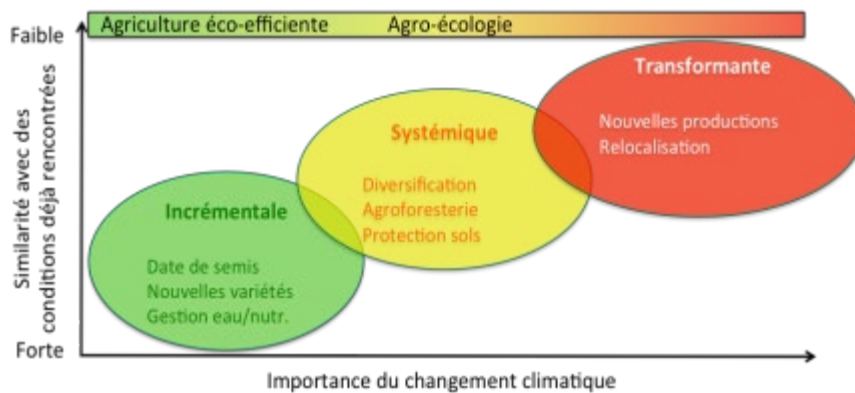 Agriculture éco-efficiente Agro-écologie
Faible
Similarité avec des
conditions déjà rencontrées
Forte
Incrémentale
Date de semis
Nouvelles variétés
Gestion eau/nutr.
Systémique
Diversification
Agroforesterie
Protection sols
Transformante
Nouvelles productions
Relocalisation
Importance du changement climatique